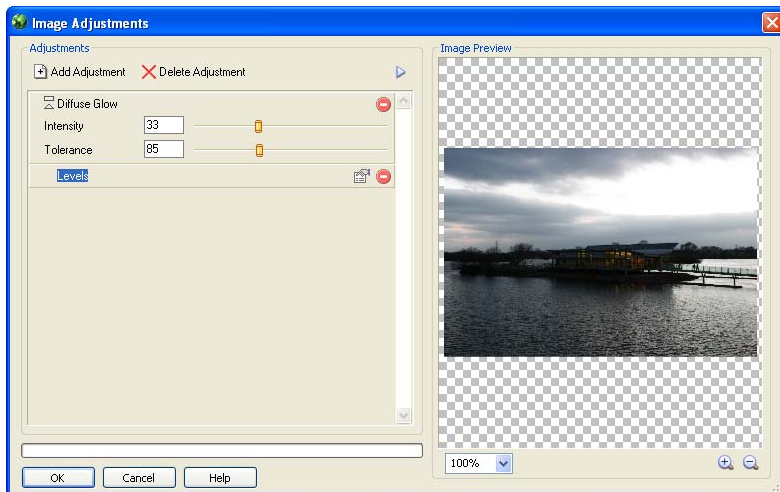 Image Adjustments
Adjustments
Add Adjustment Delete Adjustment
Diffuse Glow
Intensity 33
Tolerance 85
Levels
Image Preview
100%
OK Cancel Help